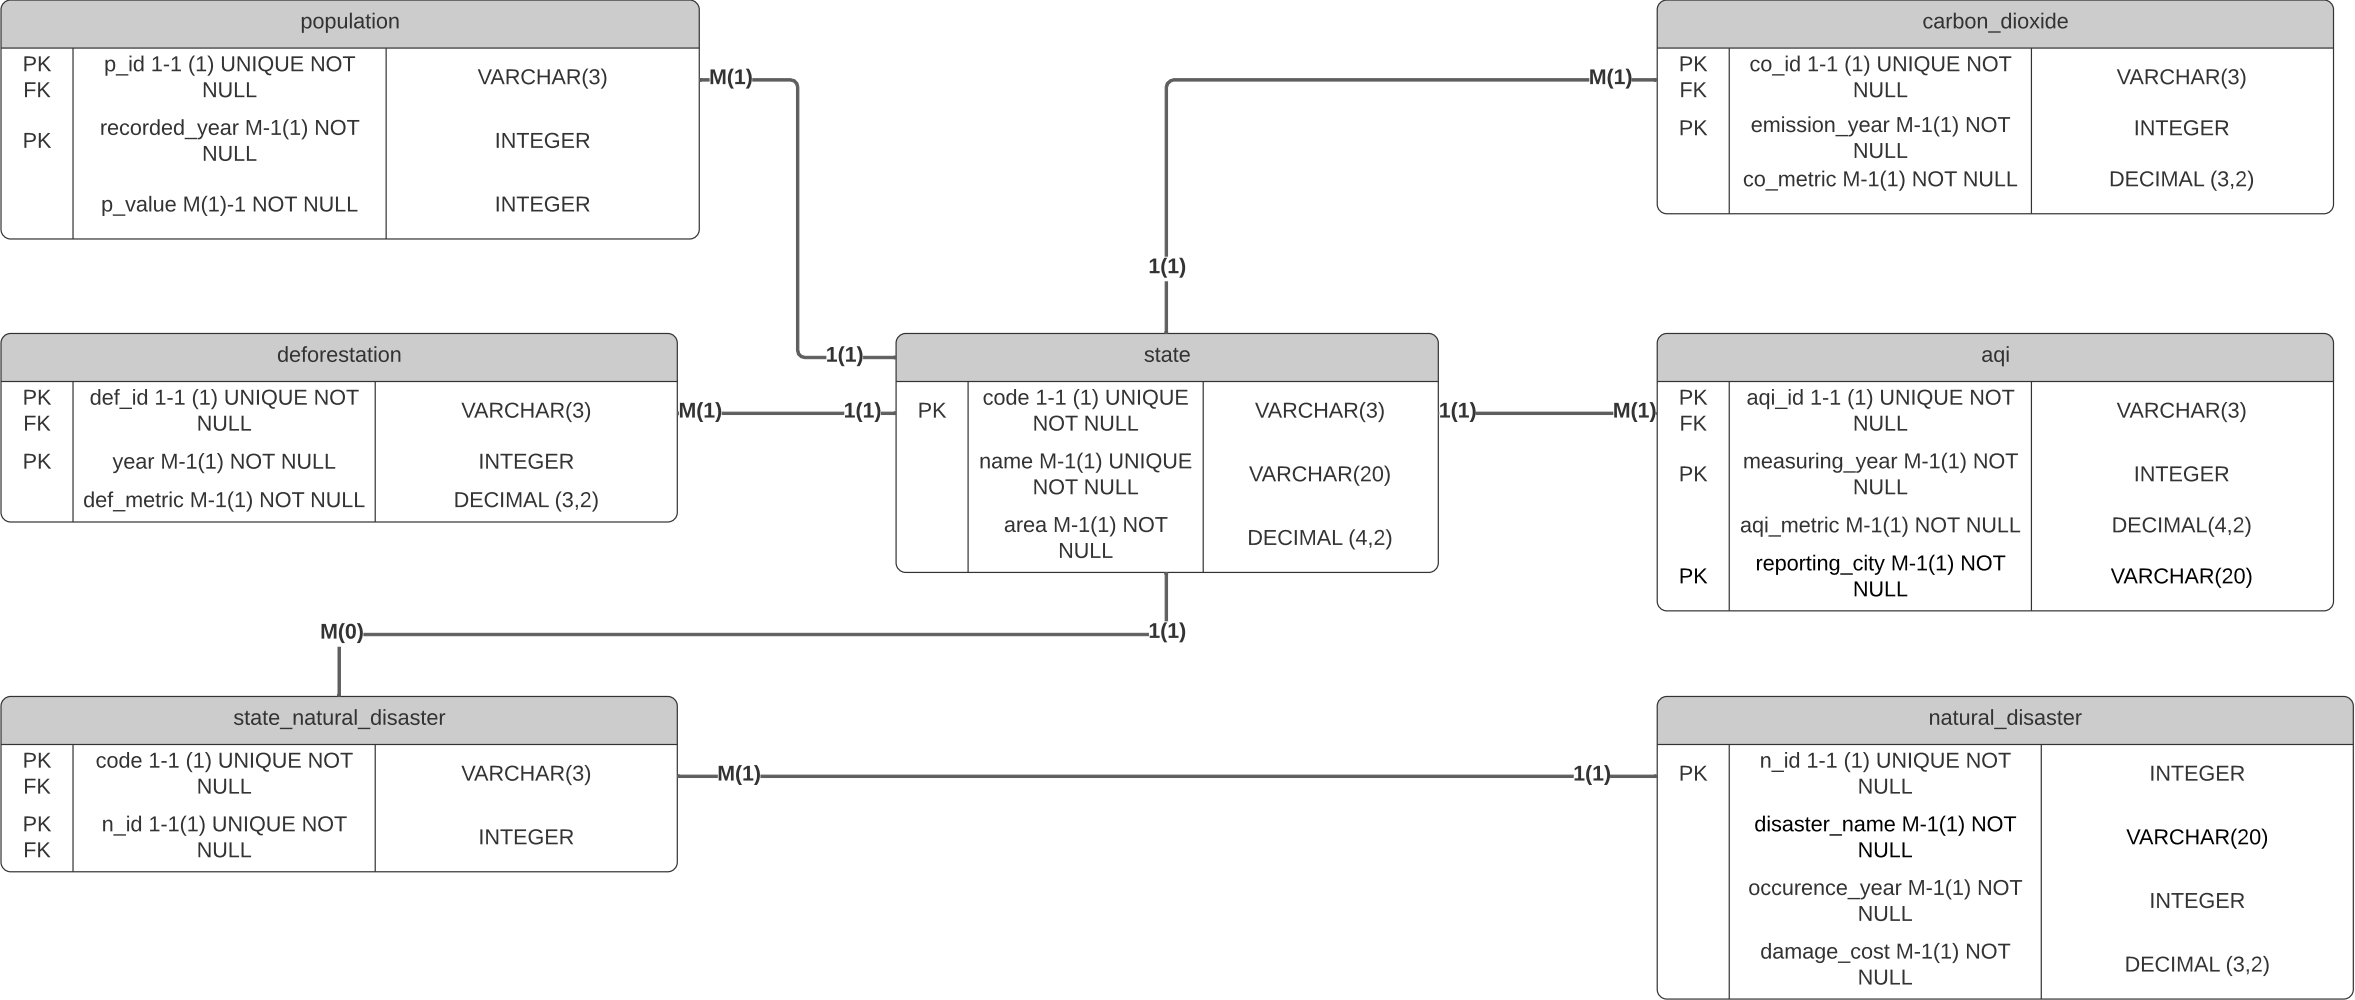 population
PK
FK
p_id 1-1 (1) UNIQUE NOT
NULL
VARCHAR(3)
PK
recorded_year M-1(1) NOT
NULL
INTEGER
p_value M(1)-1 NOT NULL
INTEGER
M(1)
1(1)
carbon_dioxide
PK
FK
co_id 1-1 (1) UNIQUE NOT
NULL
VARCHAR(3)
PK
emission_year M-1(1) NOT
NULL
INTEGER
co_metric M-1(1) NOT NULL
DECIMAL (3,2)
M(1)
1(1)
deforestation
PK
FK
def_id 1-1 (1) UNIQUE NOT
NULL
VARCHAR(3)
PK
year M-1(1) NOT NULL
INTEGER
def_metric M-1(1) NOT NULL
DECIMAL (3,2)
M(1)
1(1)
state
PK
code 1-1 (1) UNIQUE
NOT NULL
VARCHAR(3)
name M-1(1) UNIQUE
NOT NULL
VARCHAR(20)
area M-1(1) NOT
NULL
DECIMAL (4,2)
1(1)
M(1)
aqi
PK
FK
aqi_id 1-1 (1) UNIQUE NOT
NULL
VARCHAR(3)
PK
measuring_year M-1(1) NOT
NULL
INTEGER
aqi_metric M-1(1) NOT NULL
DECIMAL(4,2)
PK
reporting_city M-1(1) NOT
NULL
VARCHAR(20)
M(0)
1(1)
state_natural_disaster
PK
FK
code 1-1 (1) UNIQUE NOT
NULL
VARCHAR(3)
PK
FK
n_id 1-1(1) UNIQUE NOT
NULL
INTEGER
M(1)
1(1)
natural_disaster
PK
n_id 1-1 (1) UNIQUE NOT
NULL
INTEGER
disaster_name M-1(1) NOT
NULL
VARCHAR(20)
occurence_year M-1(1) NOT
NULL
INTEGER
damage_cost M-1(1) NOT
NULL
DECIMAL (3,2)